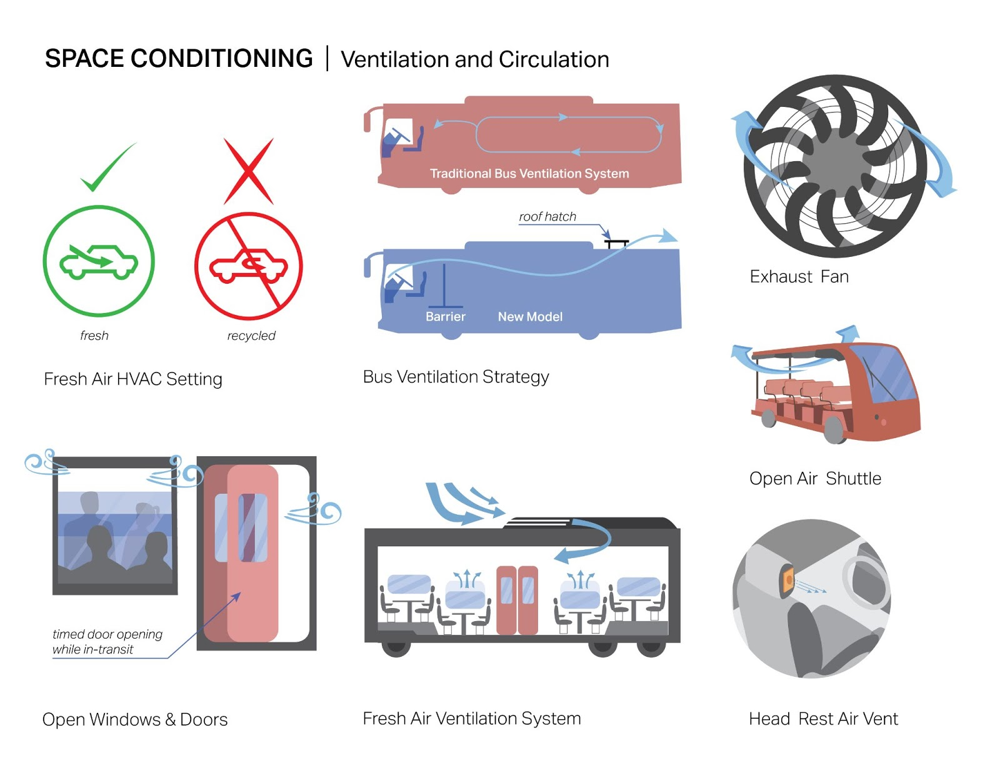 SPACE CONDITIONING | Ventilation and Circulation
fresh
recycled
Fresh Air HVAC Setting
Traditional Bus Ventilation System
roof hatch
Barrier
New Model
Bus Ventilation Strategy
Exhaust Fan
Open Air Shuttle
timed door opening
while in-transit
Open Windows & Doors
Fresh Air Ventilation System
Head Rest Air Vent